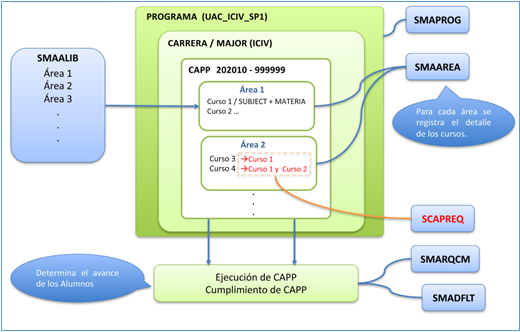 PROGRAMA (UAC_ICIV_SP1)
SMAPROG
CARRERA / MAJOR (ICIV)
SMAALIB
Área 1
Área 2
Área 3
.
.
.
CAPP 202010 - 999999
SMAAREA
Área 1
Curso 1 / SUBJECT + MATERIA
Curso 2 ...
Para cada área se
registra el detalle
de los cursos.
Área 2
Curso 3 →Curso 1
Curso 4 →Curso 1 y Curso 2
.
.
.
SCAPREQ
SMARQCM
Determina el avance
de los Alumnos
Ejecución de CAPP
Cumplimiento de CAPP
SMADFLT